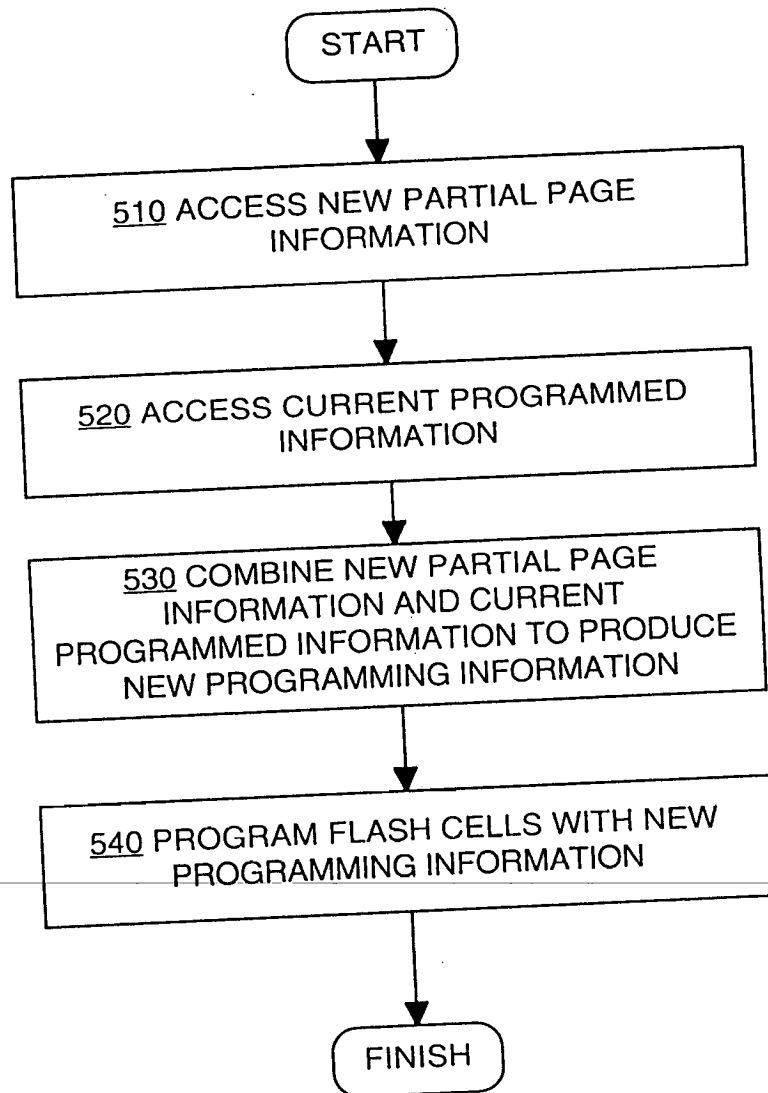 START
510 ACCESS NEW PARTIAL PAGE
INFORMATION
520 ACCESS CURRENT PROGRAMMED
INFORMATION
530 COMBINE NEW PARTIAL PAGE
INFORMATION AND CURRENT
PROGRAMMED INFORMATION TO PRODUCE
NEW PROGRAMMING INFORMATION
540 PROGRAM FLASH CELLS WITH NEW
PROGRAMMING INFORMATION
FINISH